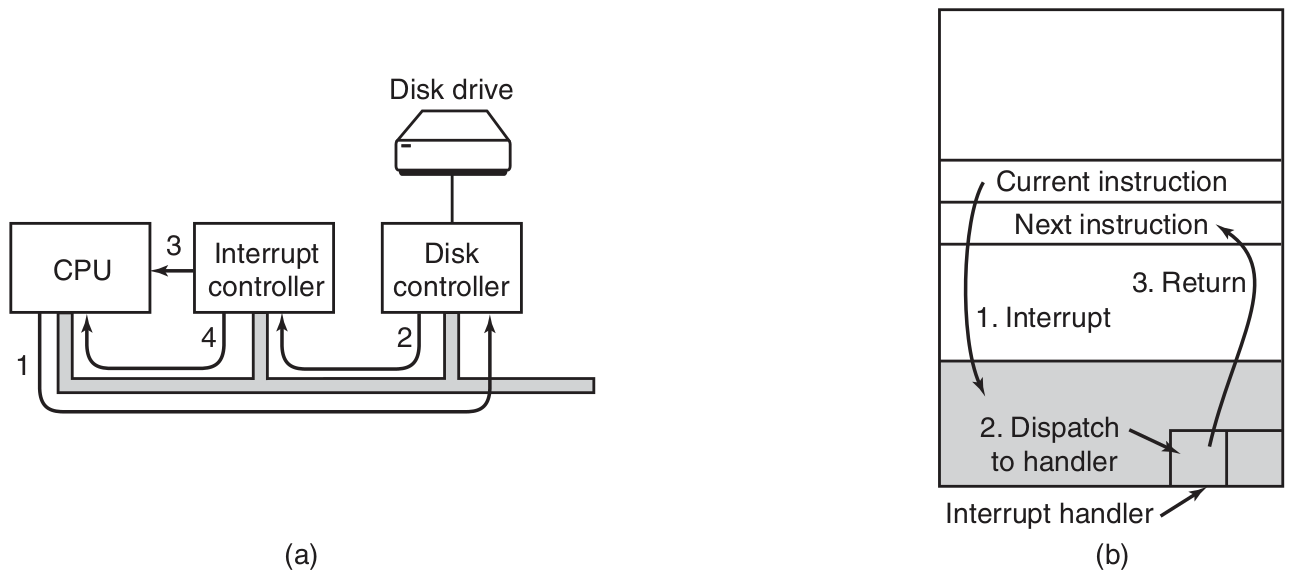 Disk drive
CPU
3
Interrupt
controller
Disk
controller
1
4
2
(a)
Current instruction
Next instruction
3. Return
1. Interrupt
2. Dispatch
to handler
Interrupt handler
(b)